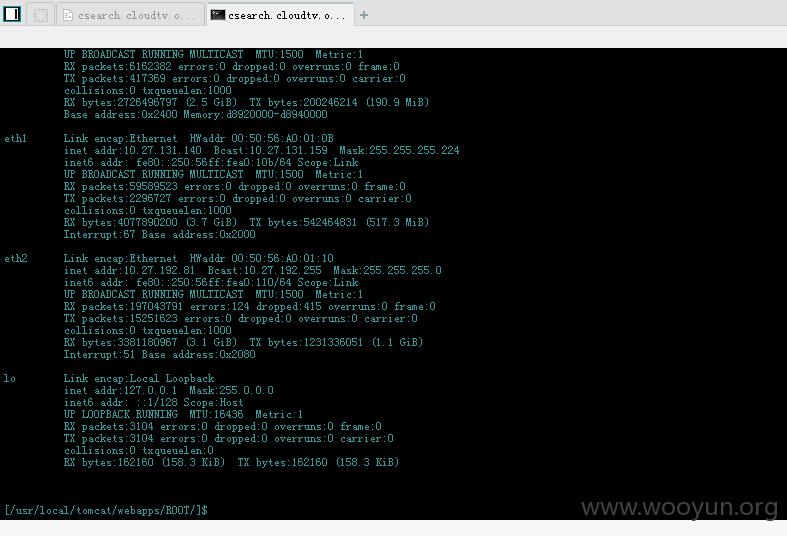 csearch.cloudtv.o...
csearch.cloudtv.o...
UP BROADCAST RUNNING MULTICAST  MTU:1500  Metric:1
RX packets:6162382 errors:0 dropped:0 overruns:0 frame:0
TX packets:417369 errors:0 dropped:0 overruns:0 carrier:0
collisions:0 txqueuelen:1000
RX bytes:2726496797 (2.5 GiB)  TX bytes:200246214 (190.9 MiB)
Base address:0x2400 Memory:d8920000-d8940000
eth1      Link encap:Ethernet  HWaddr 00:50:56:A0:01:0B
inet addr:10.27.131.140  Bcast:10.27.131.159  Mask:255.255.255.224
inet6 addr: fe80::250:56ff:fea0:10b/64 Scope:Link
UP BROADCAST RUNNING MULTICAST  MTU:1500  Metric:1
RX packets:59589523 errors:0 dropped:0 overruns:0 frame:0
TX packets:2296727 errors:0 dropped:0 overruns:0 carrier:0
collisions:0 txqueuelen:1000
RX bytes:4077890200 (3.7 GiB)  TX bytes:542464831 (517.3 MiB)
Interrupt:67 Base address:0x2000
eth2      Link encap:Ethernet  HWaddr 00:50:56:A0:01:10
inet addr:10.27.192.81  Bcast:10.27.192.255  Mask:255.255.255.0
inet6 addr: fe80::250:56ff:fea0:110/64 Scope:Link
UP BROADCAST RUNNING MULTICAST  MTU:1500  Metric:1
RX packets:197043791 errors:124 dropped:415 overruns:0 frame:0
TX packets:15251623 errors:0 dropped:0 overruns:0 carrier:0
collisions:0 txqueuelen:1000
RX bytes:3381180967 (3.1 GiB)  TX bytes:1231336051 (1.1 GiB)
Interrupt:51 Base address:0x2080
lo        Link encap:Local Loopback
inet addr:127.0.0.1  Mask:255.0.0.0
inet6 addr: ::1/128 Scope:Host
UP LOOPBACK RUNNING  MTU:16436  Metric:1
RX packets:3104 errors:0 dropped:0 overruns:0 frame:0
TX packets:3104 errors:0 dropped:0 overruns:0 carrier:0
collisions:0 txqueuelen:0
RX bytes:162160 (158.3 KiB)  TX bytes:162160 (158.3 KiB)
[/usr/local/tomcat/webapps/ROOT/]$
www.wooyun.org